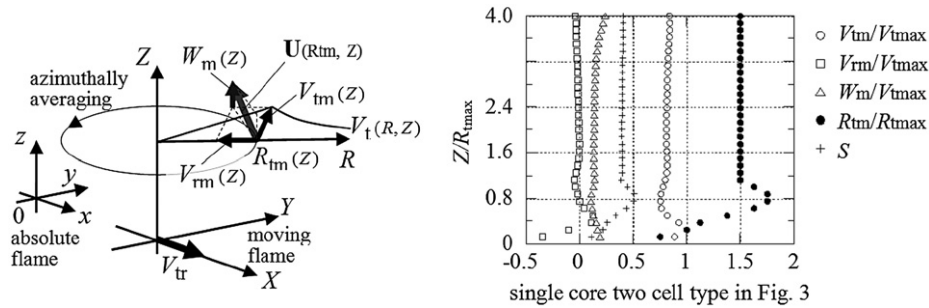 Z
W_m(Z)
U(Rtm, Z)
azimuthally
averaging
V_tm(Z)
V_t(R, Z)
R_tm(Z)
R
V_rm(Z)
z
y
x
0
absolute
flame
Y
moving
flame
V_tr
X
Z/R_tmax
4.0
3.2
2.4
1.6
0.8
0
-0.5
0
0.5
1
1.5
2
single core two cell type in Fig. 3
V_tm/V_tmax
V_rm/V_tmax
W_m/V_tmax
R_tm/R_tmax
S